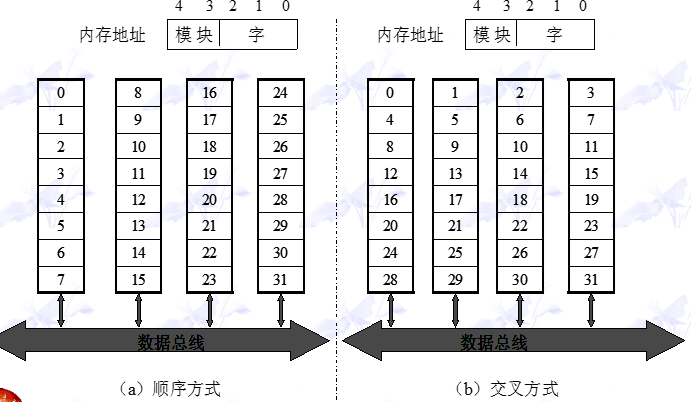 4 3 2 1 0
内存地址 模块 字
0 8 16 24
1 9 17 25
2 10 18 26
3 11 19 27
4 12 20 28
5 13 21 29
6 14 22 30
7 15 23 31
数据总线
（a）顺序方式
4 3 2 1 0
内存地址 模块 字
0 1 2 3
4 5 6 7
8 9 10 11
12 13 14 15
16 17 18 19
20 21 22 23
24 25 26 27
28 29 30 31
数据总线
（b）交叉方式